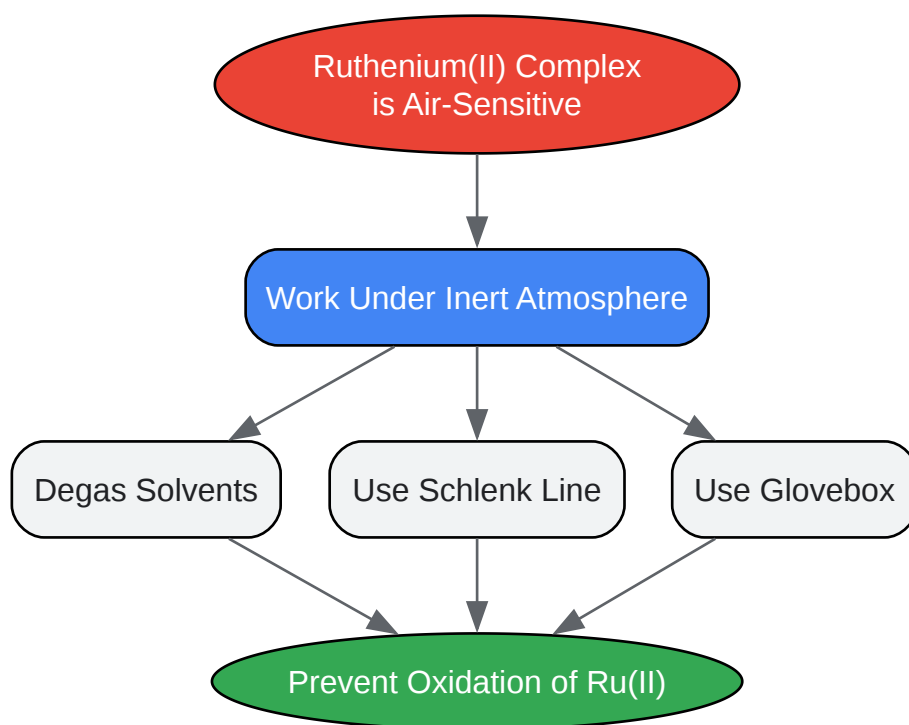 Ruthenium(II) Complex
is Air-Sensitive
Work Under Inert Atmosphere
Degas Solvents
Use Schlenk Line
Use Glovebox
Prevent Oxidation of Ru(II)